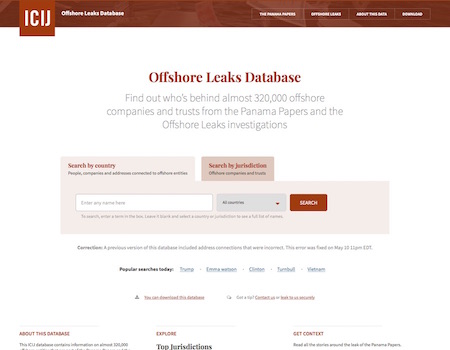 ICIJ Offshore Leaks Database THE PANAMA PAPERS OFFSHORE LEAKS ABOUT THIS DATA DOWNLOAD
Offshore Leaks Database
Find out who's behind almost 320,000 offshore
companies and trusts from the Panama Papers and the
Offshore Leaks investigations
Search by country Search by jurisdiction
People, companies and addresses connected to offshore entities Offshore companies and trusts
Enter any name here All countries SEARCH
To search, enter a term in the box. Leave it blank and select a country or jurisdiction to see a full list of names.
Correction: A previous version of this database included address connections that were incorrect. This error was fixed on May 10 11pm EDT.
Popular searches today: Trump - Emma watson - Clinton - Turnbull - Vietnam
You can download this database Got a tip? Contact us or leak to us securely
ABOUT THIS DATABASE EXPLORE GET CONTEXT
This ICIJ database contains information on almost 320,000 Top Jurisdictions Read all the stories around the leak of the Panama Papers,